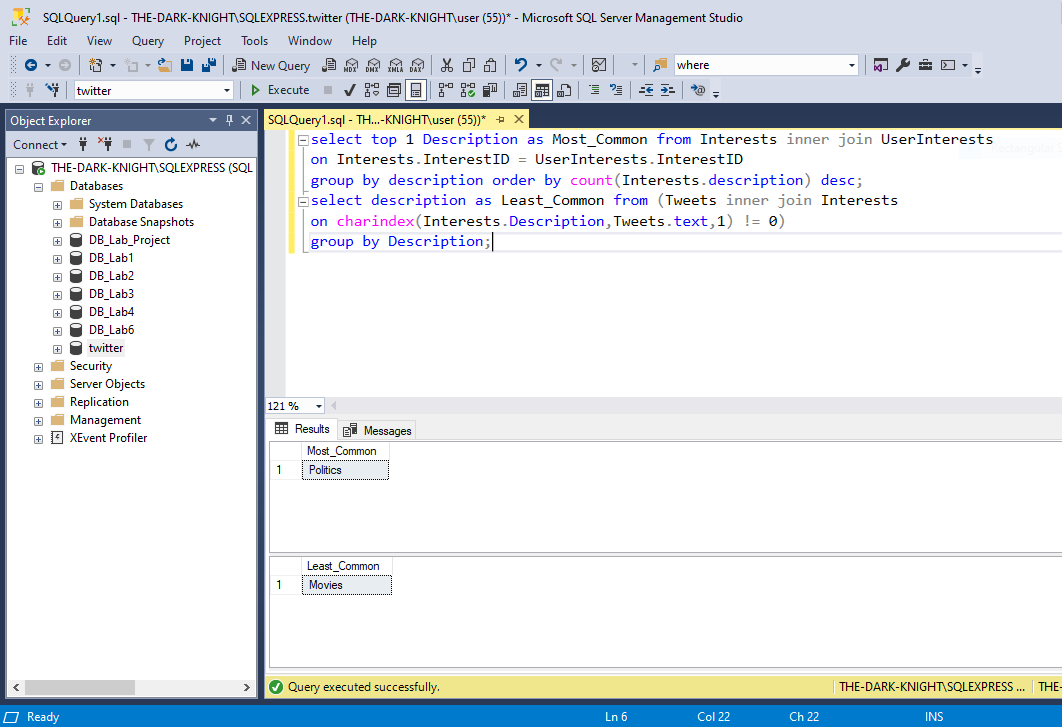 SQLQuery1.sql - THE-DARK-KNIGHT\SQLEXPRESS.twitter (THE-DARK-KNIGHT\user (55))* - Microsoft SQL Server Management Studio
File Edit View Query Project Tools Window Help
New Query MDX DMX XMLA DAX where
twitter Execute
Object Explorer
SQLQuery1.sql - TH...-KNIGHT\user (55))*
Connect
THE-DARK-KNIGHT\SQLEXPRESS (SQL
Databases
System Databases
Database Snapshots
DB_Lab_Project
DB_Lab1
DB_Lab2
DB_Lab3
DB_Lab4
DB_Lab6
twitter
Security
Server Objects
Replication
Management
XEvent Profiler
select top 1 Description as Most_Common from Interests inner join UserInterests
on Interests.InterestID = UserInterests.InterestID
group by description order by count(Interests.description) desc;
select description as Least_Common from (Tweets inner join Interests
on charindex(Interests.Description,Tweets.text,1) != 0)
group by Description;
121 %
Results Messages
Most_Common
1 Politics
Least_Common
1 Movies
Query executed successfully. THE-DARK-KNIGHT\SQLEXPRESS ... THE-
Ready Ln 6 Col 22 Ch 22 INS